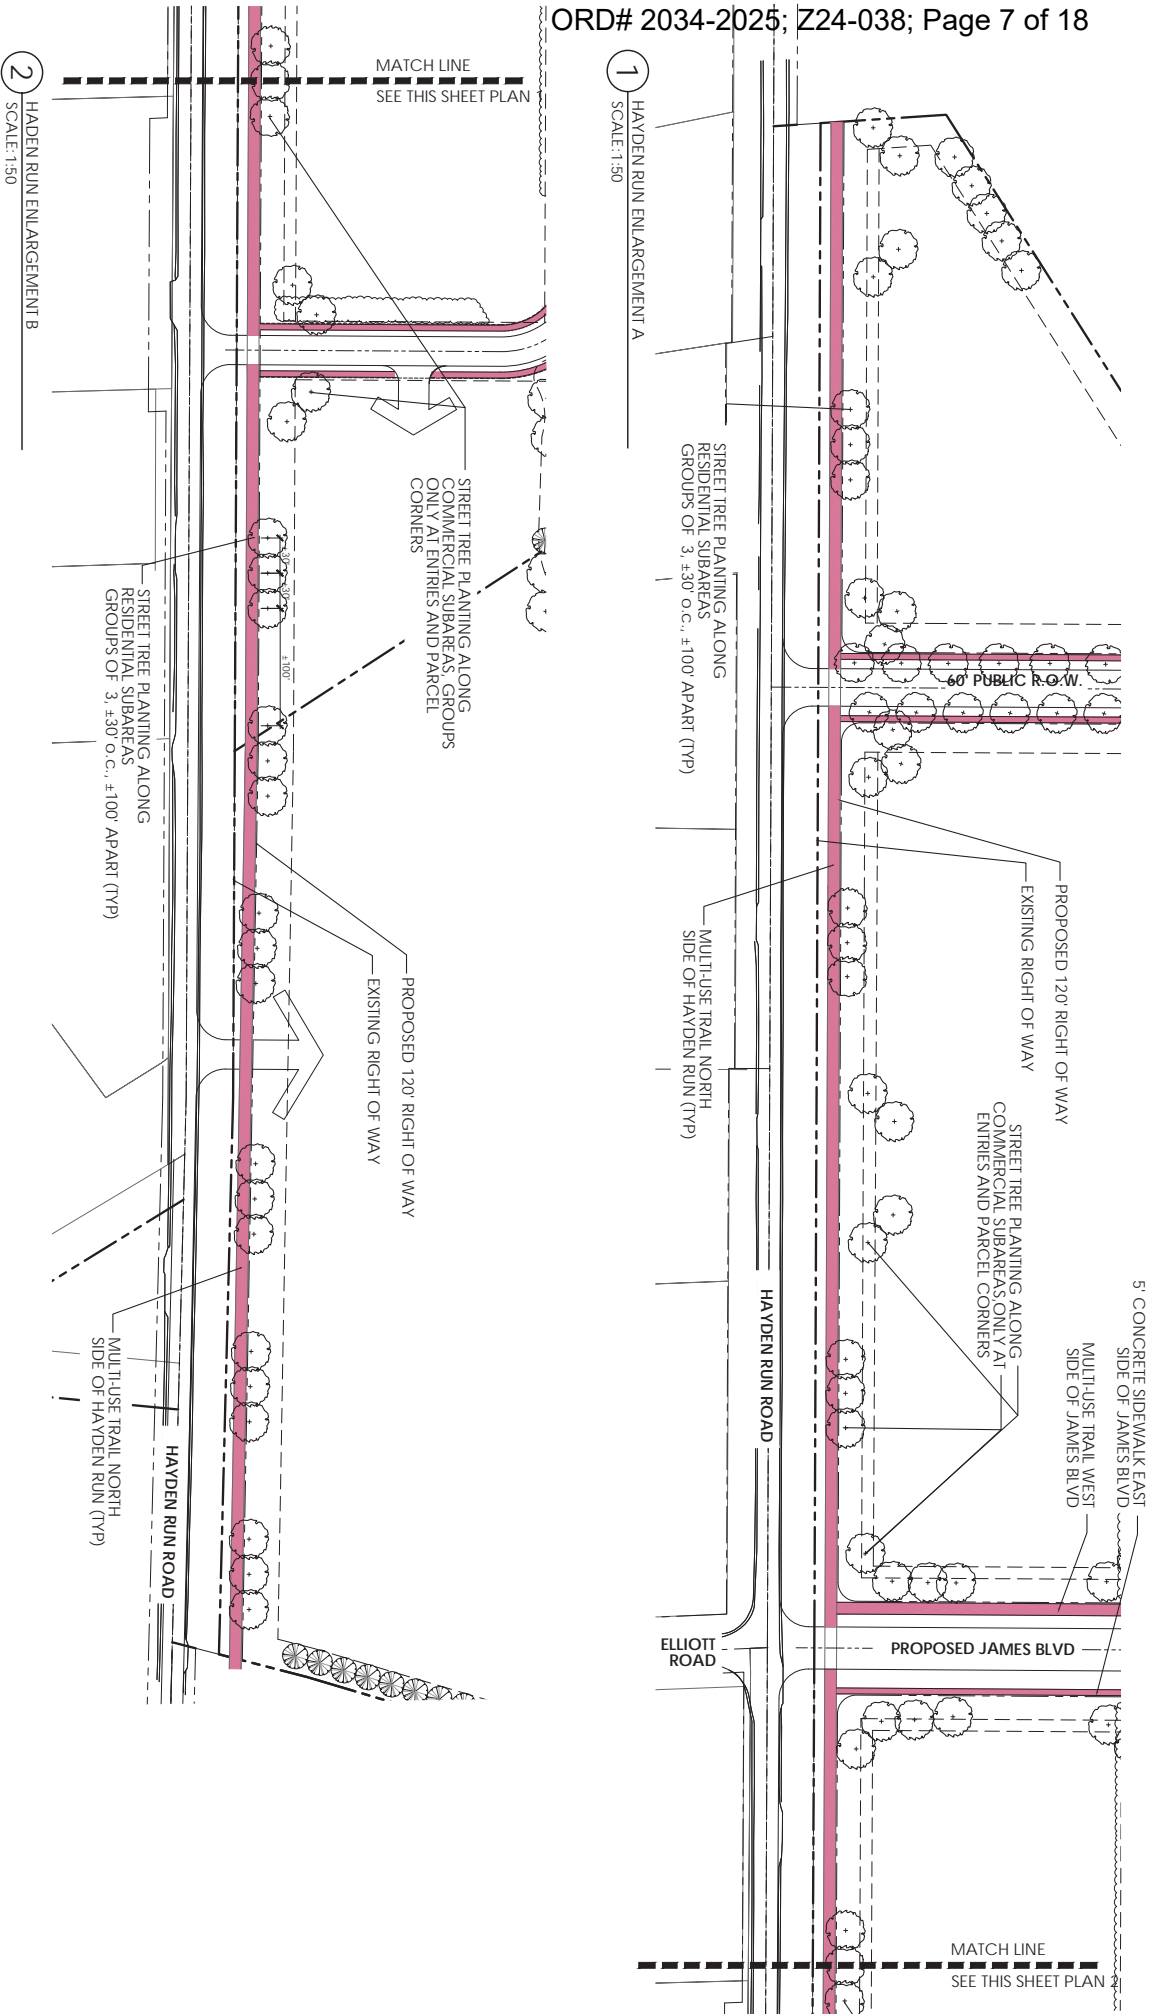 ORD# 2034-2025; Z24-038; Page 7 of 18
1
HAYDEN RUN ENLARGEMENT A
SCALE: 1:50
STREET TREE PLANTING ALONG
RESIDENTIAL SUBAREAS
GROUPS OF 3, ±30' o.c., ±100' APART (TYP)
60' PUBLIC R.O.W.
PROPOSED 120' RIGHT OF WAY
EXISTING RIGHT OF WAY
MULTI-USE TRAIL NORTH
SIDE OF HAYDEN RUN (TYP)
STREET TREE PLANTING ALONG
COMMERCIAL SUBAREAS,ONLY AT
ENTRIES AND PARCEL CORNERS
HAYDEN RUN ROAD
5' CONCRETE SIDEWALK EAST
SIDE OF JAMES BLVD
MULTI-USE TRAIL WEST
SIDE OF JAMES BLVD
ELLIOTT
ROAD
PROPOSED JAMES BLVD
MATCH LINE
SEE THIS SHEET PLAN 2
2
HADEN RUN ENLARGEMENT B
SCALE: 1:50
MATCH LINE
SEE THIS SHEET PLAN 1
STREET TREE PLANTING ALONG
COMMERCIAL SUBAREAS, GROUPS
ONLY AT ENTRIES AND PARCEL
CORNERS
±30'
±30'
±100'
STREET TREE PLANTING ALONG
RESIDENTIAL SUBAREAS
GROUPS OF 3, ±30' o.c., ±100' APART (TYP)
PROPOSED 120' RIGHT OF WAY
EXISTING RIGHT OF WAY
MULTI-USE TRAIL NORTH
SIDE OF HAYDEN RUN (TYP)
HAYDEN RUN ROAD